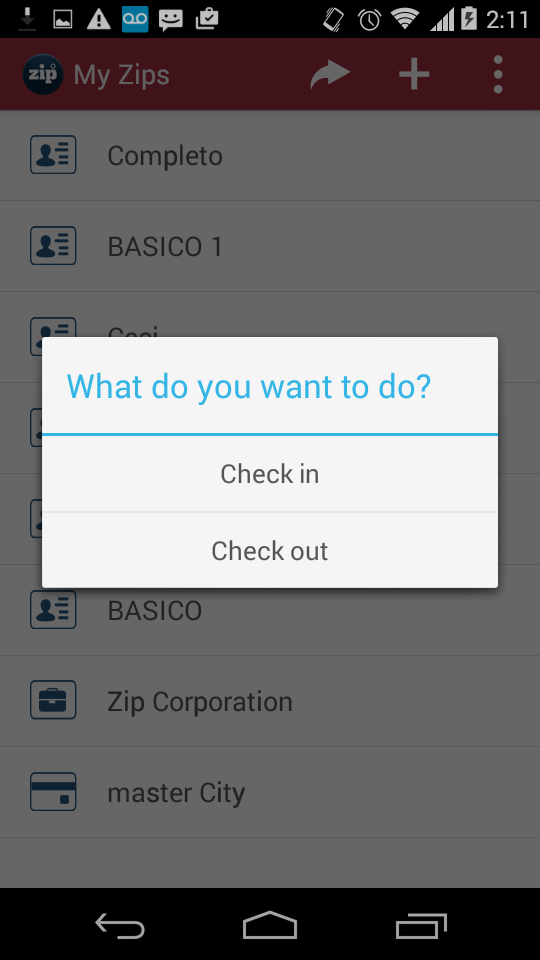 2:11
zip
My Zips
Completo
BASICO 1
Ceci
What do you want to do?
Check in
Check out
BASICO
Zip Corporation
master City